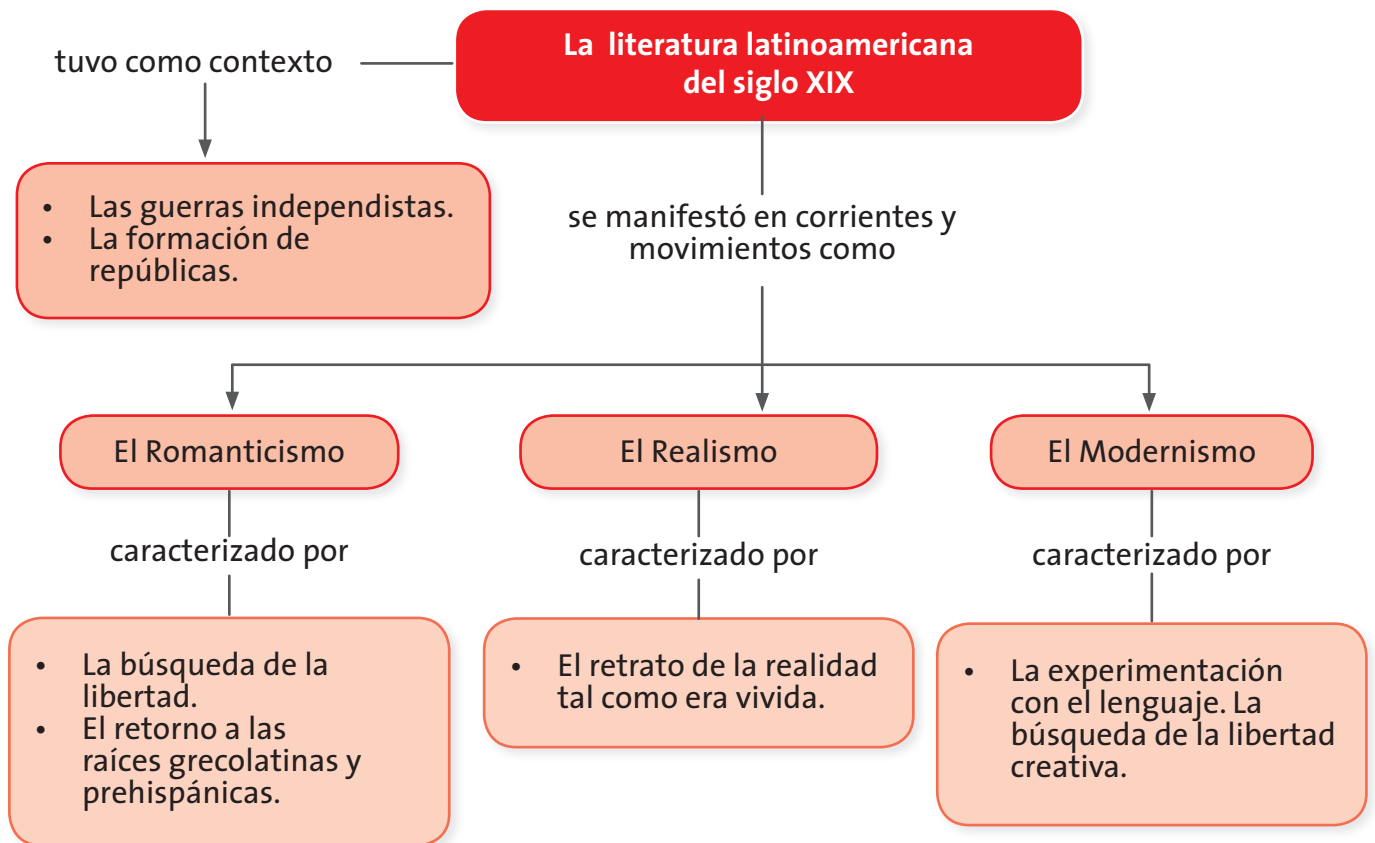 La literatura latinoamericana
del siglo XIX
tuvo como contexto
• Las guerras independistas.
• La formación de
repúblicas.
se manifestó en corrientes y
movimientos como
El Romanticismo
El Realismo
El Modernismo
caracterizado por
caracterizado por
caracterizado por
• La búsqueda de la
libertad.
• El retorno a las
raíces grecolatinas y
prehispánicas.
• El retrato de la realidad
tal como era vivida.
• La experimentación
con el lenguaje. La
búsqueda de la libertad
creativa.